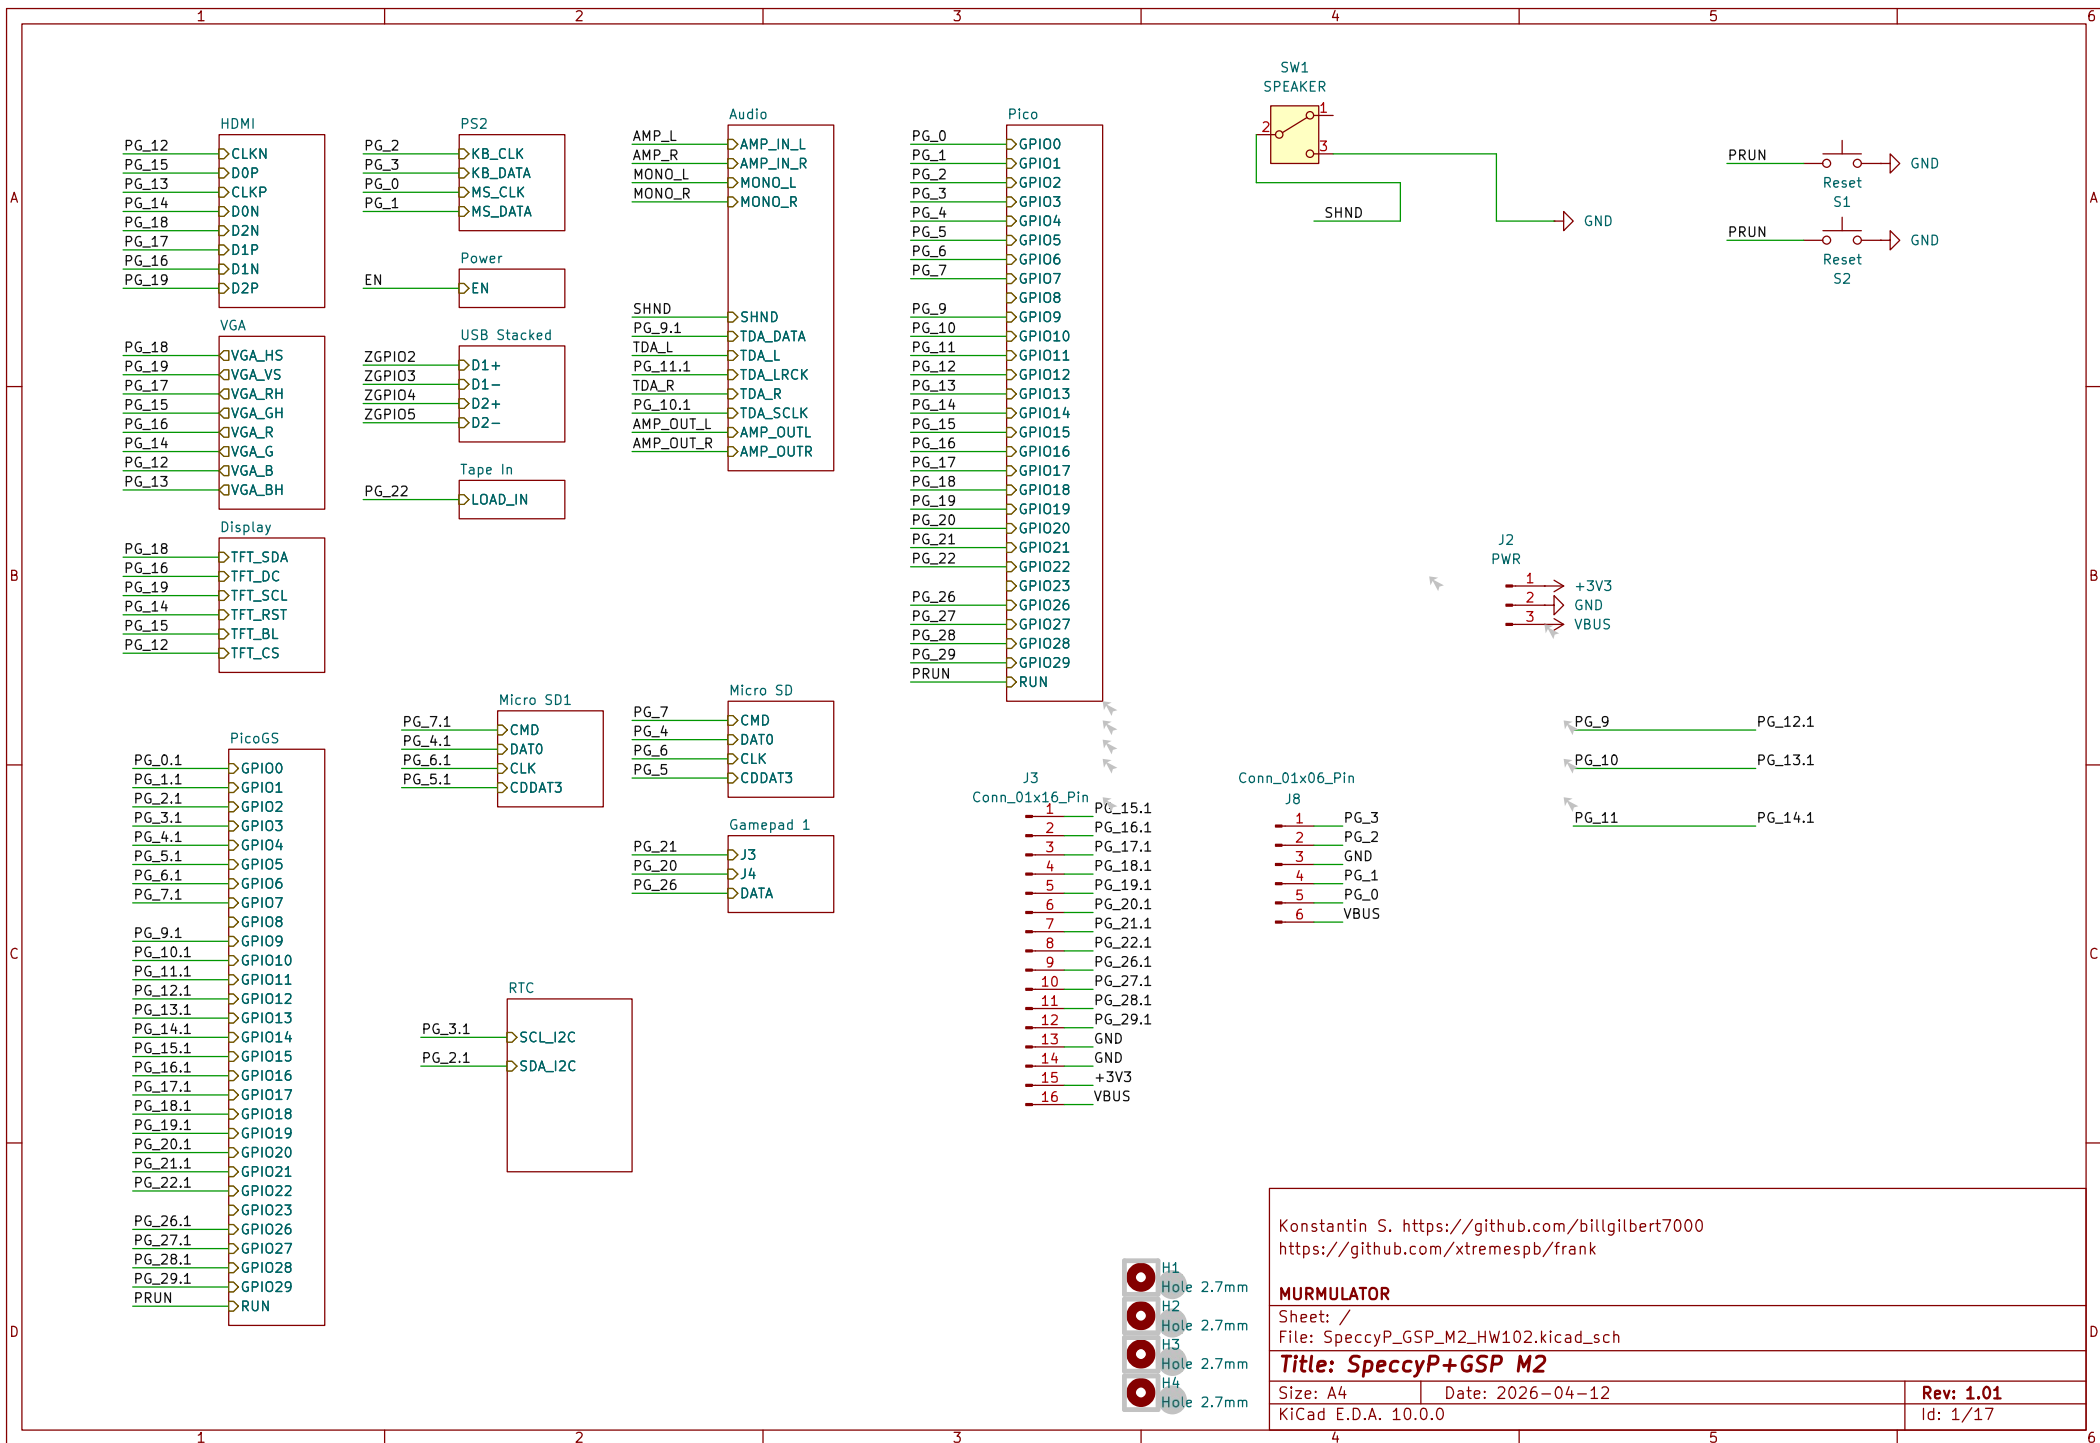 1 2 3 4 5 6
A
B
C
D
HDMI
PG_12 CLKN
PG_15 D0P
PG_13 CLKP
PG_14 D0N
PG_18 D2N
PG_17 D1P
PG_16 D1N
PG_19 D2P
VGA
PG_18 VGA_HS
PG_19 VGA_VS
PG_17 VGA_RH
PG_15 VGA_GH
PG_16 VGA_R
PG_14 VGA_G
PG_12 VGA_B
PG_13 VGA_BH
Display
PG_18 TFT_SDA
PG_16 TFT_DC
PG_19 TFT_SCL
PG_14 TFT_RST
PG_15 TFT_BL
PG_12 TFT_CS
PicoGS
PG_0.1 GPIO0
PG_1.1 GPIO1
PG_2.1 GPIO2
PG_3.1 GPIO3
PG_4.1 GPIO4
PG_5.1 GPIO5
PG_6.1 GPIO6
PG_7.1 GPIO7
GPIO8
PG_9.1 GPIO9
PG_10.1 GPIO10
PG_11.1 GPIO11
PG_12.1 GPIO12
PG_13.1 GPIO13
PG_14.1 GPIO14
PG_15.1 GPIO15
PG_16.1 GPIO16
PG_17.1 GPIO17
PG_18.1 GPIO18
PG_19.1 GPIO19
PG_20.1 GPIO20
PG_21.1 GPIO21
PG_22.1 GPIO22
GPIO23
PG_26.1 GPIO26
PG_27.1 GPIO27
PG_28.1 GPIO28
PG_29.1 GPIO29
PRUN RUN
PS2
PG_2 KB_CLK
PG_3 KB_DATA
PG_0 MS_CLK
PG_1 MS_DATA
Power
EN EN
USB Stacked
ZGPIO2 D1+
ZGPIO3 D1-
ZGPIO4 D2+
ZGPIO5 D2-
Tape In
PG_22 LOAD_IN
Micro SD1
PG_7.1 CMD
PG_4.1 DAT0
PG_6.1 CLK
PG_5.1 CDDAT3
RTC
PG_3.1 SCL_I2C
PG_2.1 SDA_I2C
Audio
AMP_L AMP_IN_L
AMP_R AMP_IN_R
MONO_L MONO_L
MONO_R MONO_R
SHND SHND
PG_9.1 TDA_DATA
TDA_L TDA_L
PG_11.1 TDA_LRCK
TDA_R TDA_R
PG_10.1 TDA_SCLK
AMP_OUT_L AMP_OUTL
AMP_OUT_R AMP_OUTR
Micro SD
PG_7 CMD
PG_4 DAT0
PG_6 CLK
PG_5 CDDAT3
Gamepad 1
PG_21 J3
PG_20 J4
PG_26 DATA
Pico
PG_0 GPIO0
PG_1 GPIO1
PG_2 GPIO2
PG_3 GPIO3
PG_4 GPIO4
PG_5 GPIO5
PG_6 GPIO6
PG_7 GPIO7
GPIO8
PG_9 GPIO9
PG_10 GPIO10
PG_11 GPIO11
PG_12 GPIO12
PG_13 GPIO13
PG_14 GPIO14
PG_15 GPIO15
PG_16 GPIO16
PG_17 GPIO17
PG_18 GPIO18
PG_19 GPIO19
PG_20 GPIO20
PG_21 GPIO21
PG_22 GPIO22
GPIO23
PG_26 GPIO26
PG_27 GPIO27
PG_28 GPIO28
PG_29 GPIO29
PRUN RUN
J3
Conn_01x16_Pin
1 PG_15.1
2 PG_16.1
3 PG_17.1
4 PG_18.1
5 PG_19.1
6 PG_20.1
7 PG_21.1
8 PG_22.1
9 PG_26.1
10 PG_27.1
11 PG_28.1
12 PG_29.1
13 GND
14 GND
15 +3V3
16 VBUS
Conn_01x06_Pin
J8
1 PG_3
2 PG_2
3 GND
4 PG_1
5 PG_0
6 VBUS
SW1
SPEAKER
1
2
3
SHND
GND
PRUN GND
Reset
S1
PRUN GND
Reset
S2
J2
PWR
1 +3V3
2 GND
3 VBUS
PG_9 PG_12.1
PG_10 PG_13.1
PG_11 PG_14.1
H1
Hole 2.7mm
H2
Hole 2.7mm
H3
Hole 2.7mm
H4
Hole 2.7mm
Konstantin S. https://github.com/billgilbert7000
https://github.com/xtremespb/frank
MURMULATOR
Sheet: /
File: SpeccyP_GSP_M2_HW102.kicad_sch
Title: SpeccyP+GSP M2
Size: A4 Date: 2026-04-12 Rev: 1.01
KiCad E.D.A. 10.0.0 Id: 1/17
A
B
C
D
1 2 3 4 5 6